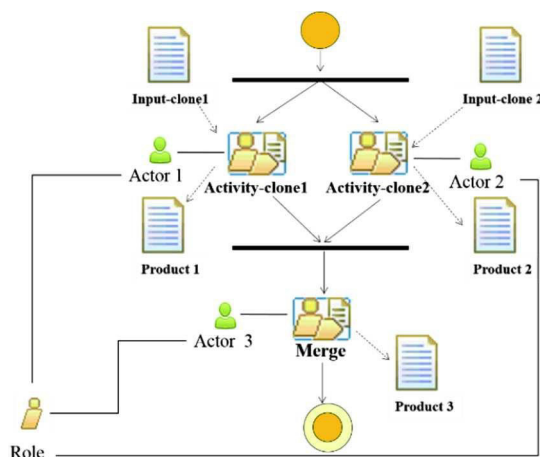 Input-clone1
Input-clone 2
Actor 1
Activity-clone1
Activity-clone2
Actor 2
Product 1
Product 2
Actor 3
Merge
Product 3
Role